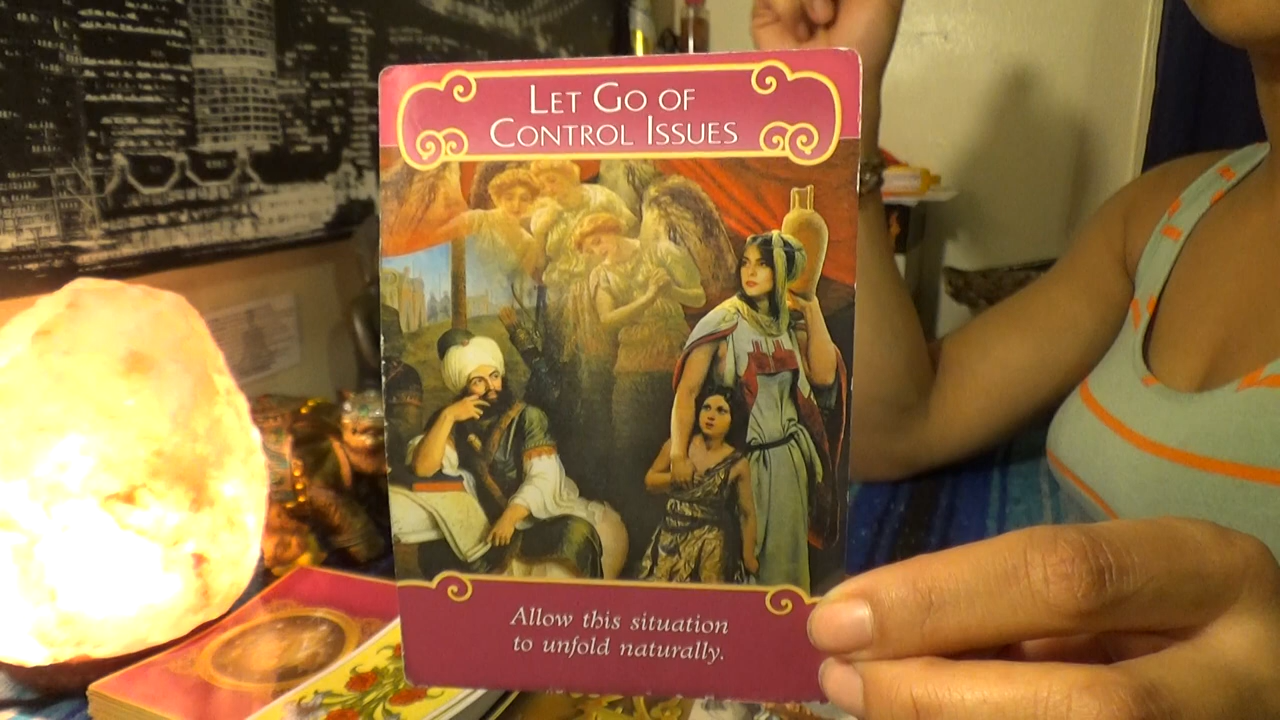 LET GO OF
CONTROL ISSUES
Allow this situation
to unfold naturally.